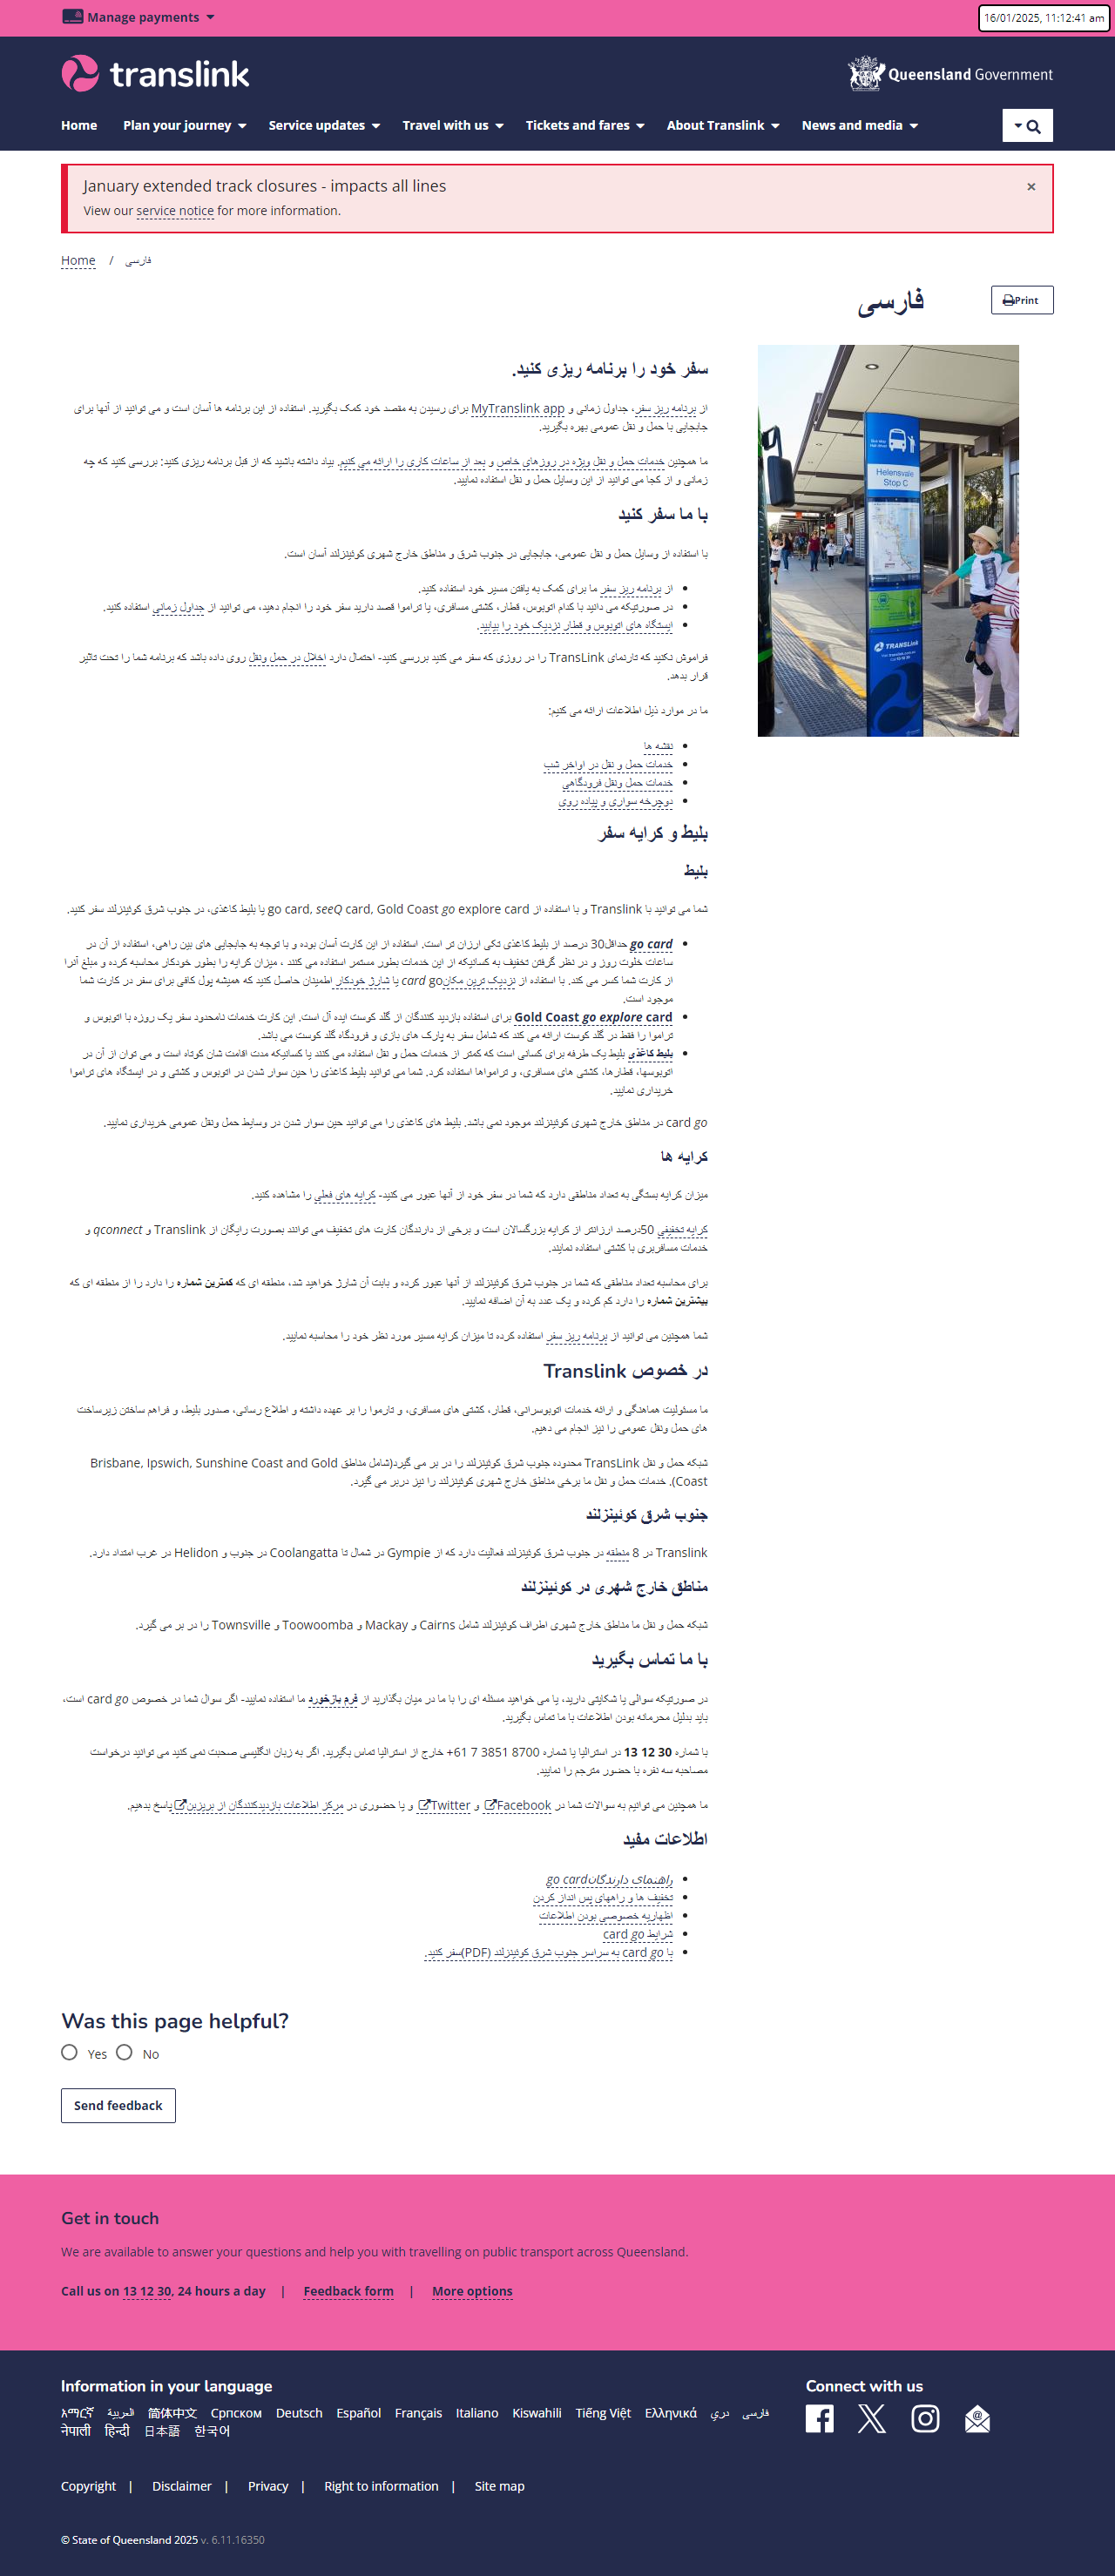 Manage payments
16/01/2025, 11:12:41 am
translink
Queensland Government
Home Plan your journey Service updates Travel with us Tickets and fares About Translink News and media
January extended track closures - impacts all lines
×
View our service notice for more information.
Home / فارسی
فارسی
Print
سفر خود را برنامه ریزی کنید.
از برنامه ریز سفر، جداول زمانی و MyTranslink app برای رسیدن به مقصد خود کمک بگیرید. استفاده از این برنامه ها آسان است و می توانید از آنها برای
جابجایی با حمل و نقل عمومی بهره بگیرید.
ما همچنین خدمات حمل و نقل ویژه در روزهای خاص و بعد از ساعات کاری را ارائه می کنیم. بیاد داشته باشید که از قبل برنامه ریزی کنید: بررسی کنید که چه
زمانی و از کجا می توانید از این وسایل حمل و نقل استفاده نمایید.
با ما سفر کنید
با استفاده از وسایل حمل و نقل عمومی، جابجایی در جنوب شرق و مناطق خارج شهری کوئینزلند آسان است.
از برنامه ریز سفر ما برای کمک به یافتن مسیر خود استفاده کنید.
در صورتیکه می دانید با کدام اتوبوس، قطار، کشتی مسافری، یا تراموا قصد دارید سفر خود را انجام دهید، می توانید از جداول زمانی استفاده کنید.
ایستگاه های اتوبوس و قطار نزدیک خود را بیابید.
فراموش نکنید که تارنمای TransLink را در روزی که سفر می کنید بررسی کنید- احتمال دارد اخلال در حمل ونقل روی داده باشد که برنامه شما را تحت تاثیر
قرار بدهد.
ما در موارد ذیل اطلاعات ارائه می کنیم:
نقشه ها
خدمات حمل و نقل در اواخر شب
خدمات حمل ونقل فرودگاهی
دوچرخه سواری و پیاده روی
بلیط و کرایه سفر
بلیط
شما می توانید با Translink و با استفاده از go card, seeQ card, Gold Coast go explore card یا بلیط کاغذی، در جنوب شرق کوئینزلند سفر کنید.
go card حداقل30 درصد از بلیط کاغذی تکی ارزان تر است. استفاده از این کارت آسان بوده و با توجه به جابجایی های بین راهی، استفاده از آن در
ساعات خلوت روز و در نظر گرفتن تخفیف به کسانیکه از این خدمات بطور مستمر استفاده می کنند ، میزان کرایه را بطور خودکار محاسبه کرده و مبلغ آنرا
از کارت شما کسر می کند. با استفاده از نزدیک ترین مکانcard go یا شارژ خودکار اطمینان حاصل کنید که همیشه پول کافی برای سفر در کارت شما
موجود است.
Gold Coast go explore card برای استفاده بازدید کنندگان از گلد کوست ایده آل است. این کارت خدمات نامحدود سفر یک روزه با اتوبوس و
تراموا را فقط در گلد کوست ارائه می کند که شامل سفر به پارک های بازی و فرودگاه گلد کوست می باشد.
بلیط کاغذی بلیط یک طرفه برای کسانی است که کمتر از خدمات حمل و نقل استفاده می کنند یا کسانیکه مدت اقامت شان کوتاه است و می توان از آن در
اتوبوسها، قطارها، کشتی های مسافری، و ترامواها استفاده کرد. شما می توانید بلیط کاغذی را حین سوار شدن در اتوبوس و کشتی و در ایستگاه های تراموا
خریداری نمایید.
card go در مناطق خارج شهری کوئینزلند موجود نمی باشد. بلیط های کاغذی را می توانید حین سوار شدن در وسایط حمل ونقل عمومی خریداری نمایید.
کرایه ها
میزان کرایه بستگی به تعداد مناطقی دارد که شما در سفر خود از آنها عبور می کنید- کرایه های فعلی را مشاهده کنید.
کرایه تخفیفی 50درصد ارزانتر از کرایه بزرگسالان است و برخی از دارندگان کارت های تخفیف می توانند بصورت رایگان از Translink و qconnect و
خدمات مسافربری با کشتی استفاده نمایند.
برای محاسبه تعداد مناطقی که شما در جنوب شرق کوئینزلند از آنها عبور کرده و بابت آن شارژ خواهید شد، منطقه ای که کمترین شماره را دارد را از منطقه ای که
بیشترین شماره را دارد کم کرده و یک عدد به آن اضافه نمایید.
شما همچنین می توانید از برنامه ریز سفر استفاده کرده تا میزان کرایه مسیر مورد نظر خود را محاسبه نمایید.
در خصوص Translink
ما مسئولیت هماهنگی و ارائه خدمات اتوبوسرانی، قطار، کشتی های مسافری، و تارموا را بر عهده داشته و اطلاع رسانی، صدور بلیط، و فراهم ساختن زیرساخت
های حمل ونقل عمومی را نیز انجام می دهیم.
شبکه حمل و نقل TransLink محدوده جنوب شرق کوئینزلند را در بر می گیرد(شامل مناطق Brisbane, Ipswich, Sunshine Coast and Gold
Coast). خدمات حمل و نقل ما برخی مناطق خارج شهری کوئینزلند را نیز دربر می گیرد.
جنوب شرق کوئینزلند
Translink در 8 منطقه در جنوب شرق کوئینزلند فعالیت دارد که از Gympie در شمال تا Coolangatta در جنوب و Helidon در غرب امتداد دارد.
مناطق خارج شهری در کوئینزلند
شبکه حمل و نقل ما مناطق خارج شهری اطراف کوئینزلند شامل Cairns و Mackay و Toowoomba و Townsville را در بر می گیرد.
با ما تماس بگیرید
در صورتیکه سوالی یا شکایتی دارید، یا می خواهید مسئله ای را با ما در میان بگذارید از فرم بازخورد ما استفاده نمایید- اگر سوال شما در خصوص card go است،
باید بدلیل محرمانه بودن اطلاعات با ما تماس بگیرید.
با شماره 30 12 13 در استرالیا یا شماره 8700 3851 7 61+ خارج از استرالیا تماس بگیرید. اگر به زبان انگلیسی صحبت نمی کنید می توانید درخواست
مصاحبه سه نفره با حضور مترجم را نمایید.
ما همچنین می توانیم به سوالات شما در Facebook و Twitter و یا حضوری در مرکز اطلاعات بازدیدکنندگان از بریزبن پاسخ بدهیم.
اطلاعات مفید
راهنمای دارندگانgo card
تخفیف ها و راههای پس انداز کردن
اظهاریه خصوصی بودن اطلاعات
شرایط card go
با card go به سراسر جنوب شرق کوئینزلند (PDF)سفر کنید.
Helensvale
Stop C
TRANSLink
Was this page helpful?
Yes No
Send feedback
Get in touch
We are available to answer your questions and help you with travelling on public transport across Queensland.
Call us on 13 12 30, 24 hours a day | Feedback form | More options
Information in your language
Connect with us
አማርኛ العربية 简体中文 Српском Deutsch Español Français Italiano Kiswahili Tiếng Việt Ελληνικά دري فارسی
नेपाली हिन्दी 日本語 한국어
Copyright | Disclaimer | Privacy | Right to information | Site map
© State of Queensland 2025 v. 6.11.16350